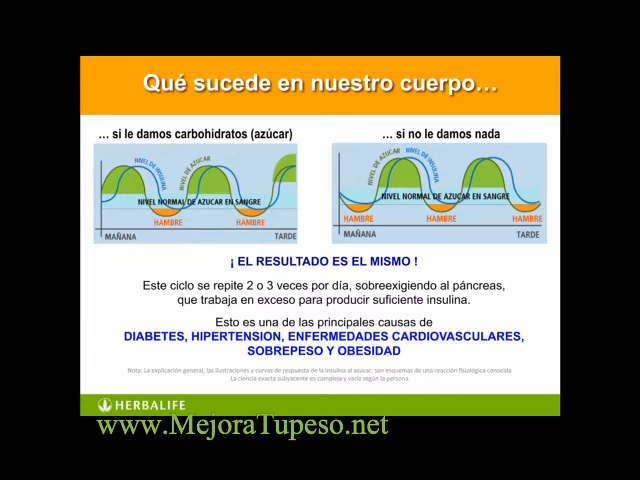 Qué sucede en nuestro cuerpo…
… si le damos carbohidratos (azúcar)
… si no le damos nada
NIVEL DE INSULINA
NIVEL DE AZUCAR
NIVEL NORMAL DE AZUCAR EN SANGRE
HAMBRE
HAMBRE
MAÑANA
TARDE
NIVEL DE AZUCAR
NIVEL DE INSULINA
NIVEL NORMAL DE AZUCAR EN SANGRE
HAMBRE
HAMBRE
HAMBRE
MAÑANA
TARDE
¡ EL RESULTADO ES EL MISMO !
Este ciclo se repite 2 o 3 veces por día, sobreexigiendo al páncreas,
que trabaja en exceso para producir suficiente insulina.
Esto es una de las principales causas de
DIABETES, HIPERTENSION, ENFERMEDADES CARDIOVASCULARES,
SOBREPESO Y OBESIDAD
Nota: La explicación general, las ilustraciones y curvas de respuesta de la insulina al azúcar, son esquemas de una reacción fisiológica conocida
La ciencia exacta subyacente es compleja y varía según la persona.
HERBALIFE
www.MejoraTupeso.net